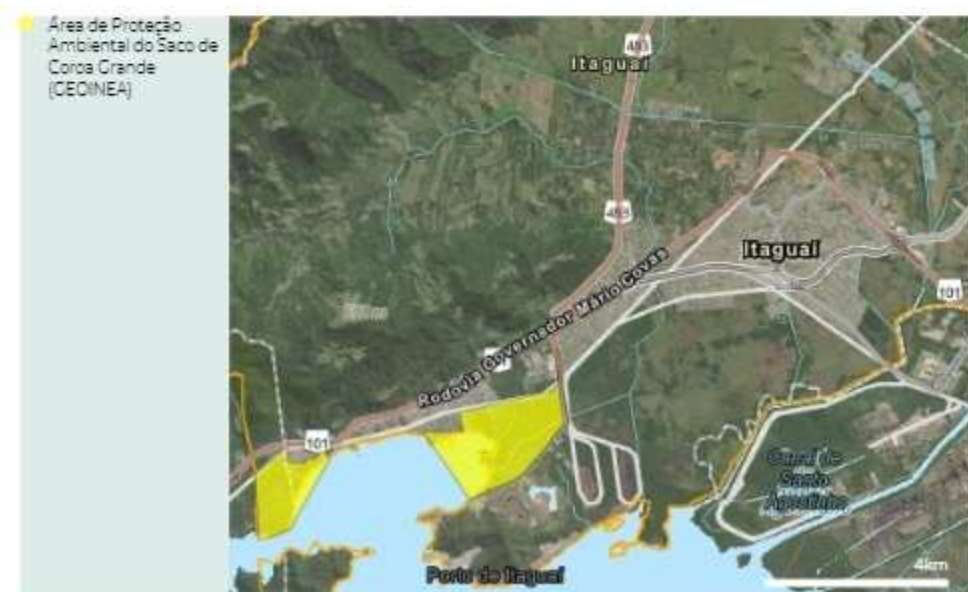 Área de Proteção
Ambiental do Saco de
Coroa Grande
(GEOINEA)
493
Itaguaí
493
Itaguaí
101
Rodovia Governador Mário Covas
101
Canal de
Santo
Agostinho
Porto de Itaguaí
4km